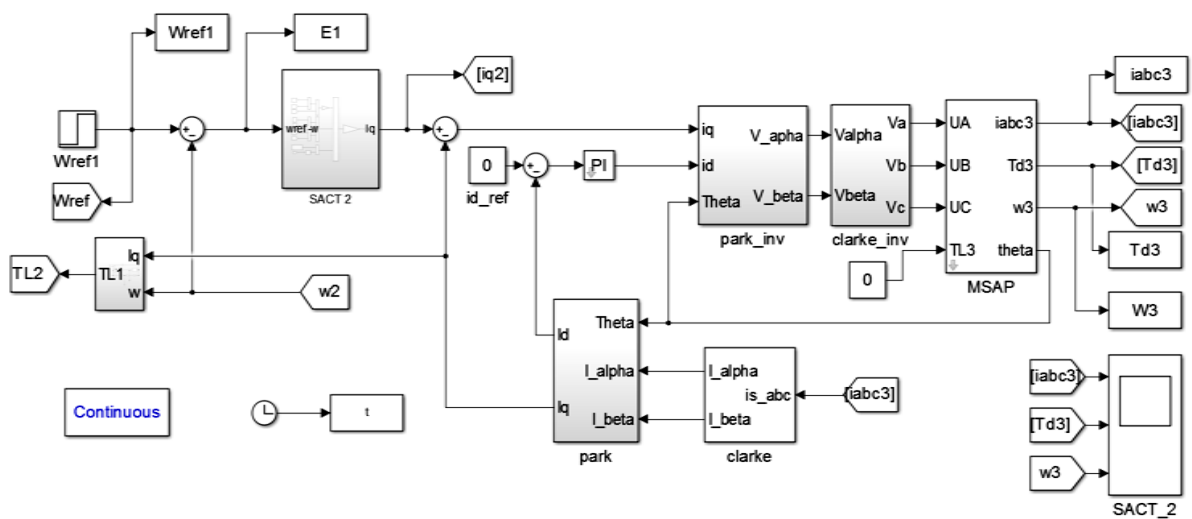 Wref1
E1
[iq2]
wref-w
Iq
SACT 2
Wref1
Wref
0
id_ref
PI
iq
id
Theta
V_apha
V_beta
park_inv
Valpha
Vbeta
Va
Vb
Vc
clarke_inv
UA
UB
UC
TL3
iabc3
Td3
w3
theta
MSAP
0
iabc3
[iabc3]
[Td3]
w3
Td3
W3
TL2
TL1
Iq
w
w2
Theta
Id
I_alpha
Iq
I_beta
park
I_alpha
is_abc
I_beta
clarke
[iabc3]
Continuous
t
[iabc3]
[Td3]
w3
SACT_2